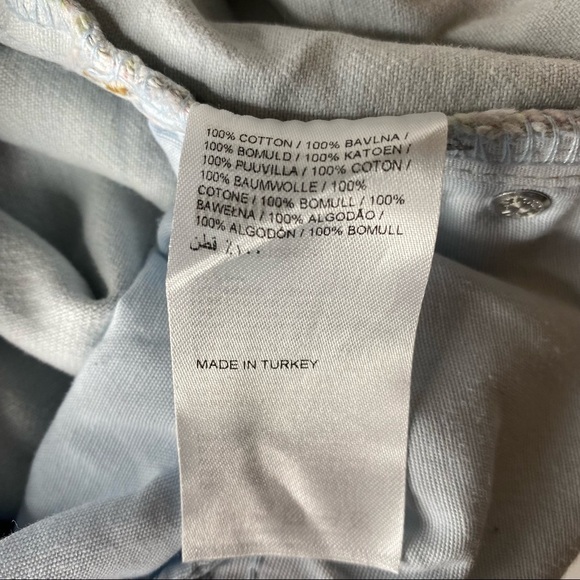 100% COTTON / 100% BAVLNA /
100% BOMULD / 100% KATOEN /
100% PUUVILLA / 100% COTON /
100% BAUMWOLLE / 100%
COTONE / 100% BOMULL / 100%
BAWEŁNA / 100% ALGODÃO /
100% ALGODÓN / 100% BOMULL
١٠٠٪ قطن
MADE IN TURKEY